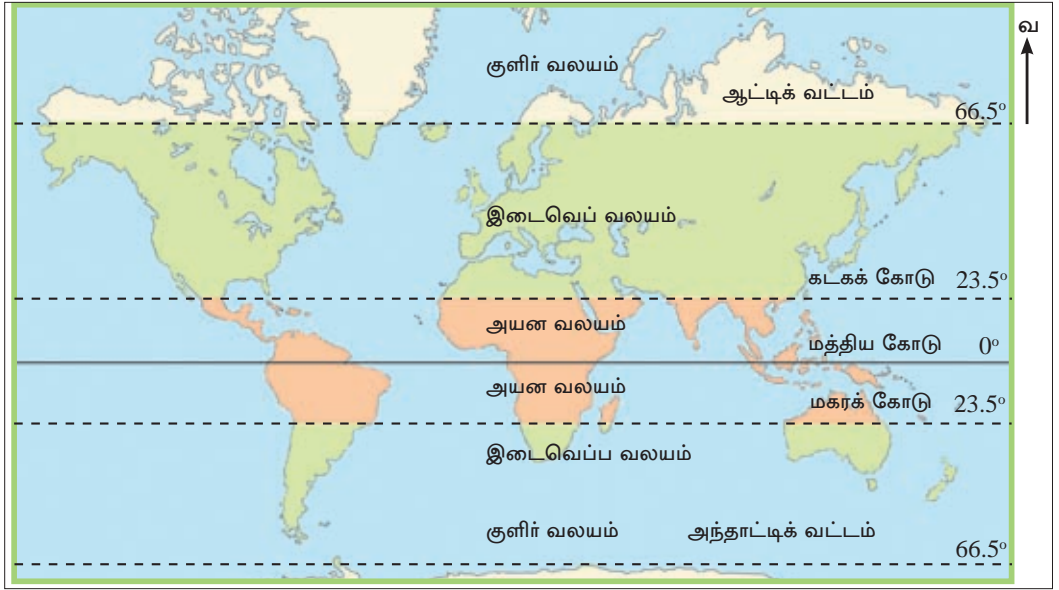 வ
குளிர் வலயம்
ஆட்டிக் வட்டம்
66.5°
இடைவெப் வலயம்
கடகக் கோடு 23.5°
அயன வலயம்
மத்திய கோடு 0°
அயன வலயம்
மகரக் கோடு 23.5°
இடைவெப்ப வலயம்
குளிர் வலயம் அந்தாட்டிக் வட்டம்
66.5°